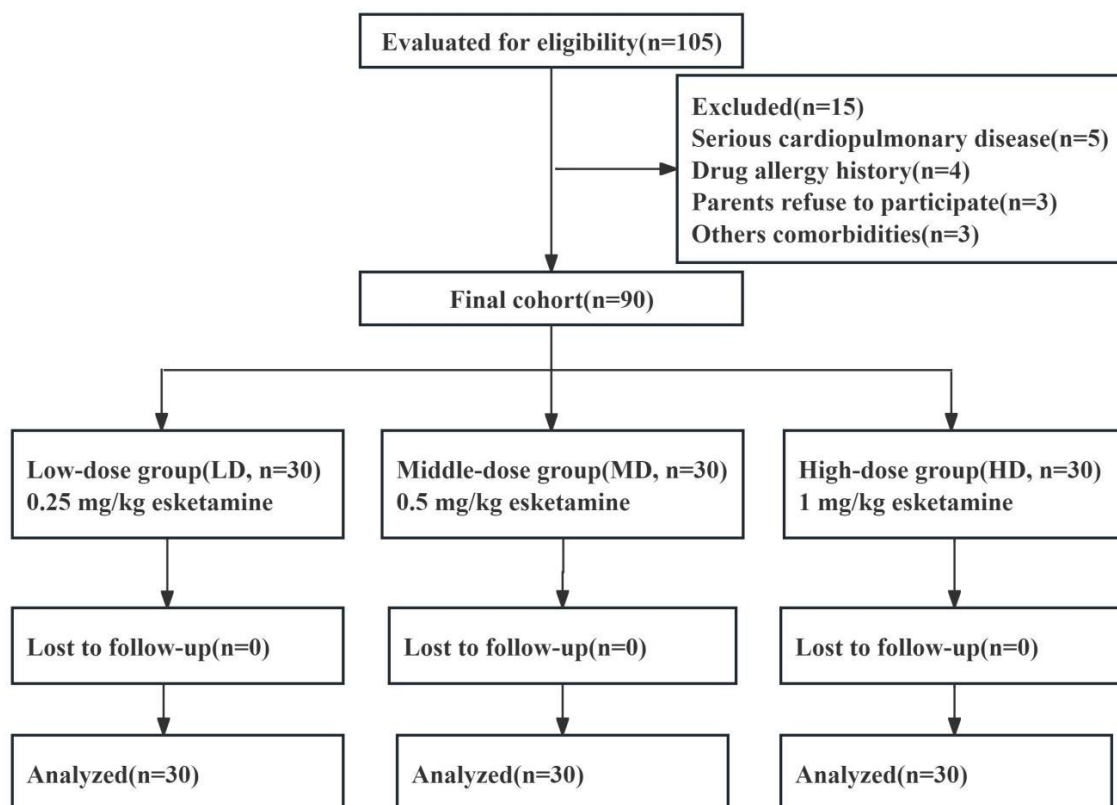 Evaluated for eligibility(n=105)
Excluded(n=15)
Serious cardiopulmonary disease(n=5)
Drug allergy history(n=4)
Parents refuse to participate(n=3)
Others comorbidities(n=3)
Final cohort(n=90)
Low-dose group(LD, n=30)
0.25 mg/kg esketamine
Middle-dose group(MD, n=30)
0.5 mg/kg esketamine
High-dose group(HD, n=30)
1 mg/kg esketamine
Lost to follow-up(n=0)
Lost to follow-up(n=0)
Lost to follow-up(n=0)
Analyzed(n=30)
Analyzed(n=30)
Analyzed(n=30)